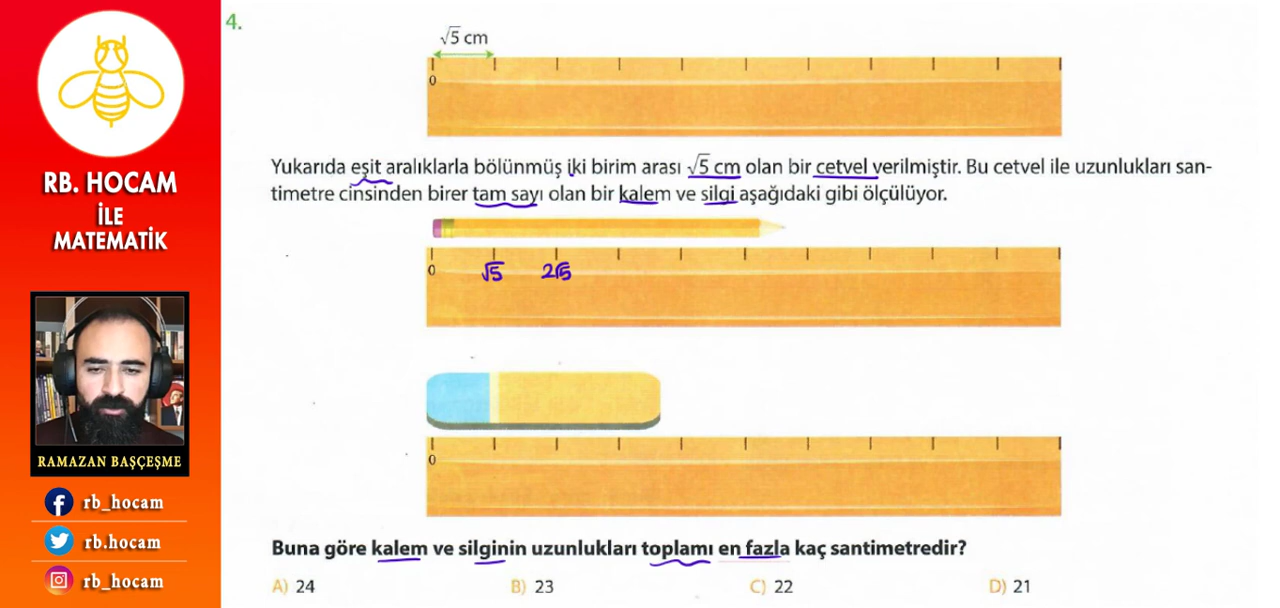 RB. HOCAM
İLE
MATEMATİK
RAMAZAN BAŞÇEŞME
rb_hocam
rb.hocam
rb_hocam
4.
√5 cm
0
Yukarıda eşit aralıklarla bölünmüş iki birim arası √5 cm olan bir cetvel verilmiştir. Bu cetvel ile uzunlukları san-
timetre cinsinden birer tam sayı olan bir kalem ve silgi aşağıdaki gibi ölçülüyor.
0 √5 2√5
0
Buna göre kalem ve silginin uzunlukları toplamı en fazla kaç santimetredir?
A) 24 B) 23 C) 22 D) 21